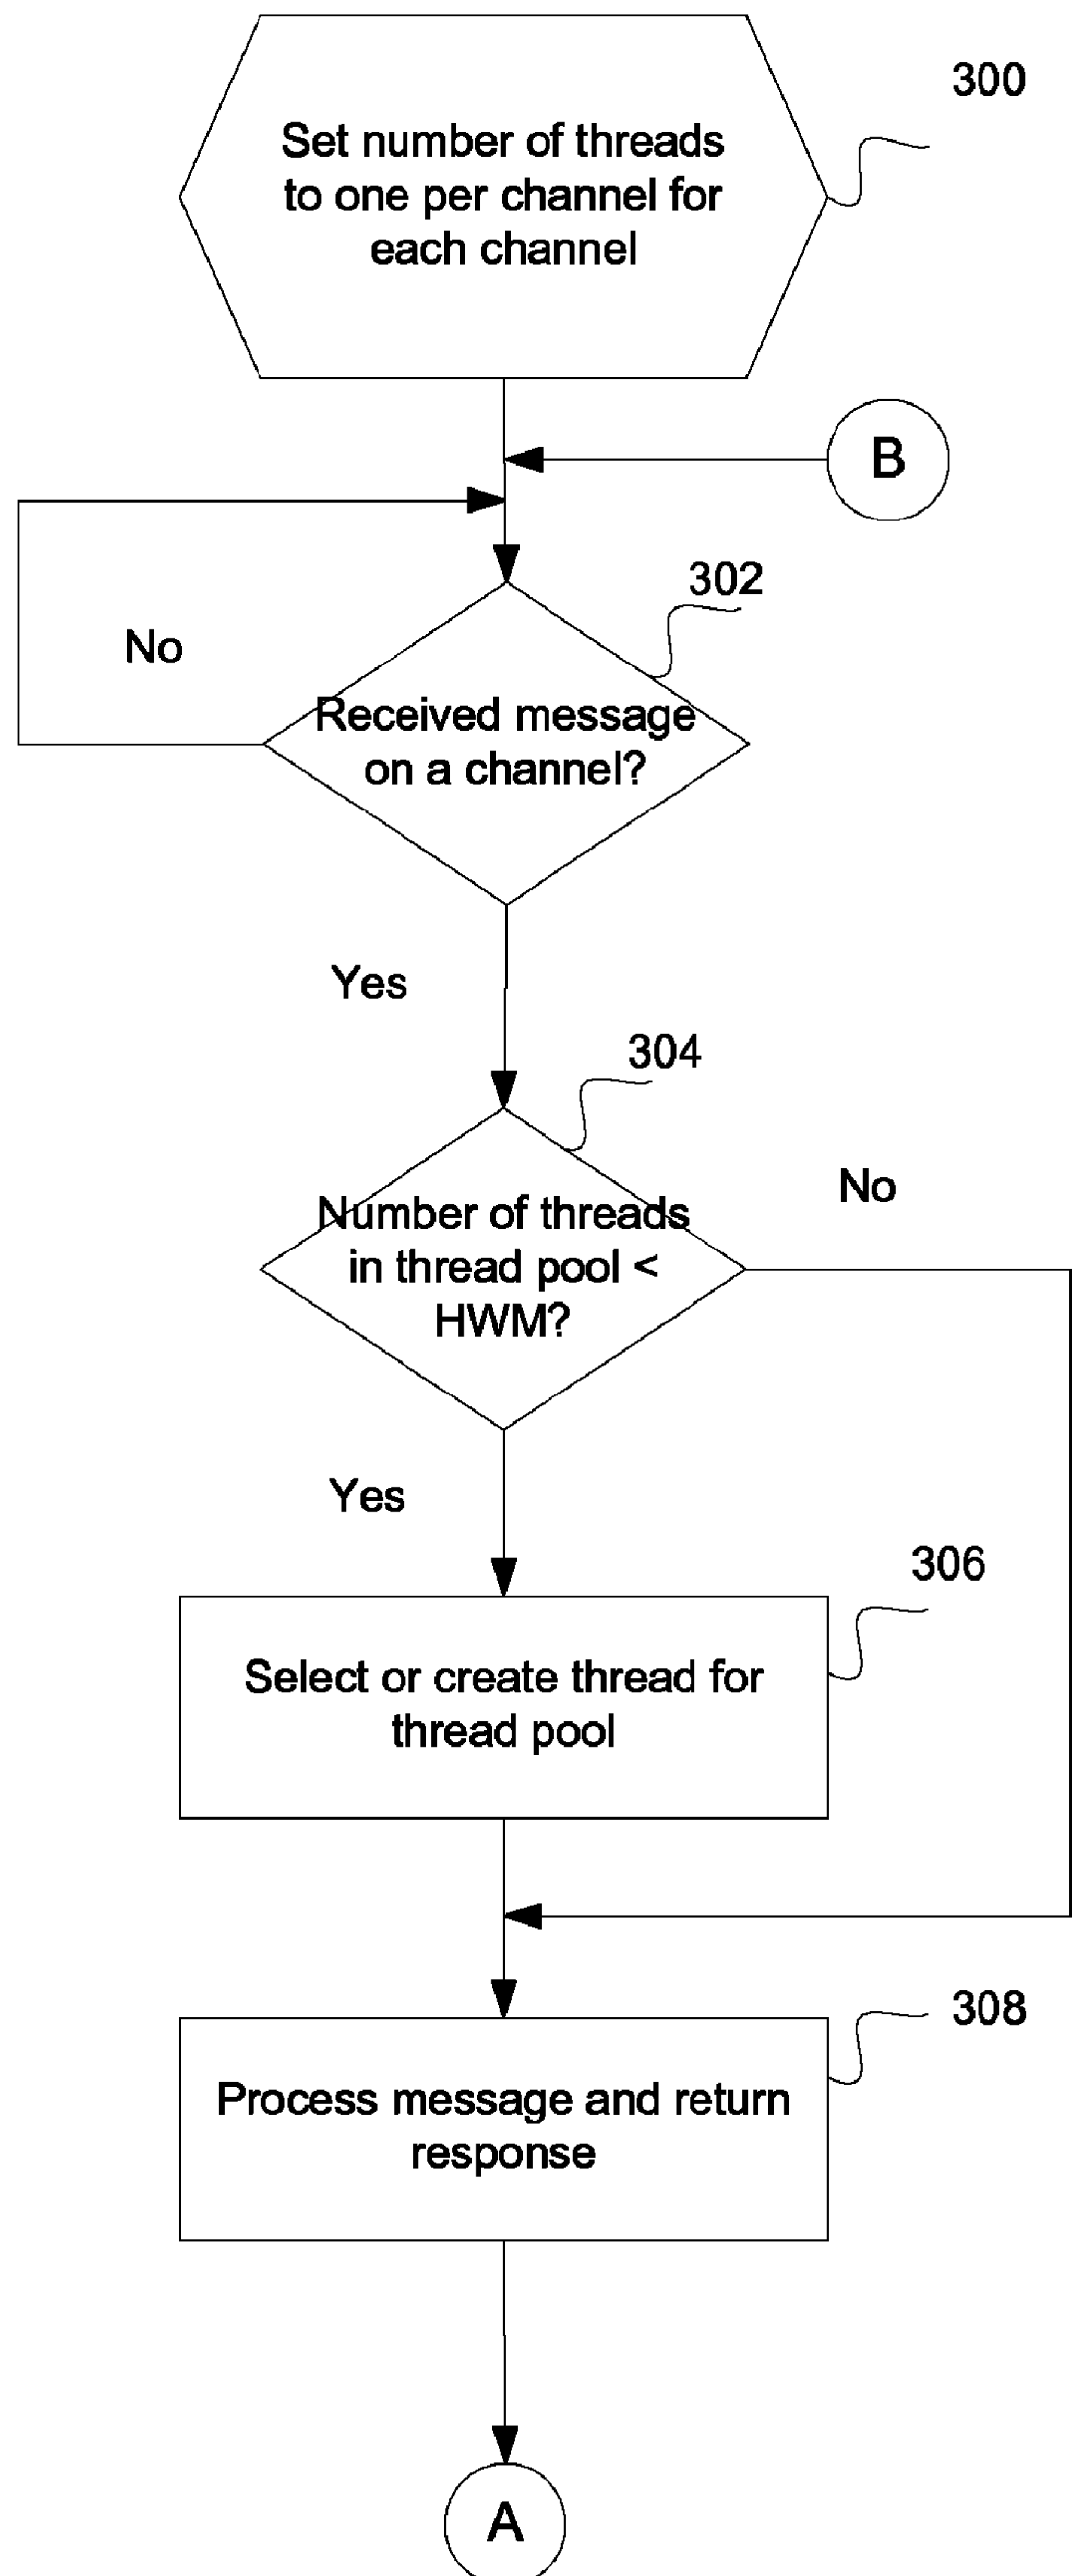 300
Set number of threads
to one per channel for
each channel
B
302
No
Received message
on a channel?
Yes
304
No
Number of threads
in thread pool <
HWM?
Yes
306
Select or create thread for
thread pool
308
Process message and return
response
A